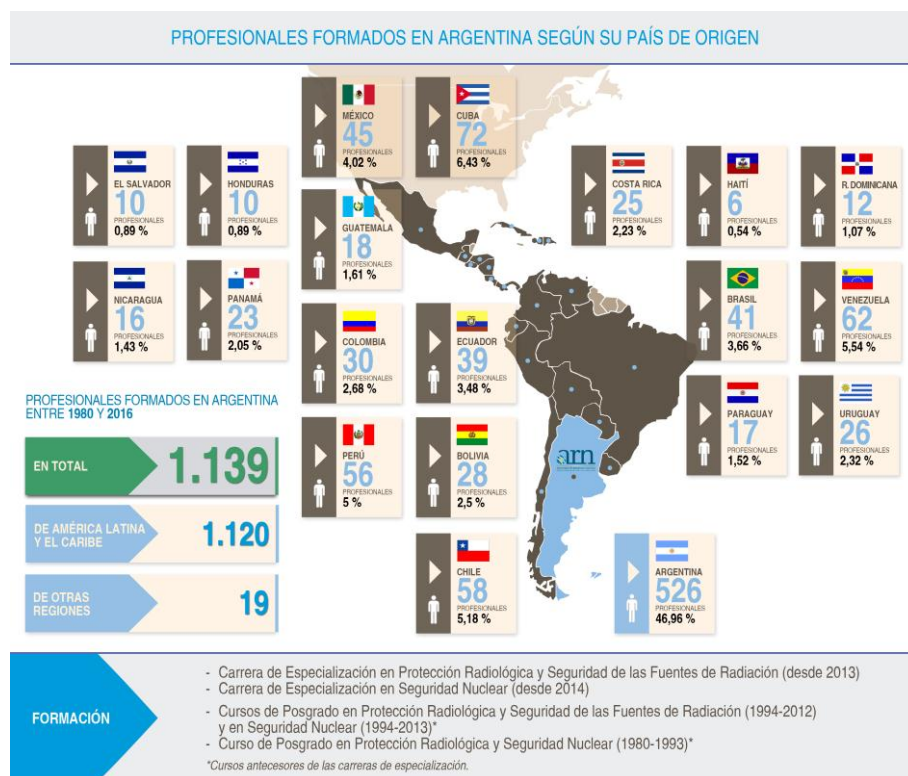 PROFESIONALES FORMADOS EN ARGENTINA SEGÚN SU PAÍS DE ORIGEN
MÉXICO
45
PROFESIONALES
4,02 %
CUBA
72
PROFESIONALES
6,43 %
EL SALVADOR
10
PROFESIONALES
0,89 %
HONDURAS
10
PROFESIONALES
0,89 %
GUATEMALA
18
PROFESIONALES
1,61 %
COSTA RICA
25
PROFESIONALES
2,23 %
HAITÍ
6
PROFESIONALES
0,54 %
R. DOMINICANA
12
PROFESIONALES
1,07 %
NICARAGUA
16
PROFESIONALES
1,43 %
PANAMÁ
23
PROFESIONALES
2,05 %
COLOMBIA
30
PROFESIONALES
2,68 %
ECUADOR
39
PROFESIONALES
3,48 %
BRASIL
41
PROFESIONALES
3,66 %
VENEZUELA
62
PROFESIONALES
5,54 %
PERÚ
56
PROFESIONALES
5 %
BOLIVIA
28
PROFESIONALES
2,5 %
PARAGUAY
17
PROFESIONALES
1,52 %
URUGUAY
26
PROFESIONALES
2,32 %
arn
CHILE
58
PROFESIONALES
5,18 %
ARGENTINA
526
PROFESIONALES
46,96 %
PROFESIONALES FORMADOS EN ARGENTINA
ENTRE 1980 Y 2016
EN TOTAL
1.139
DE AMÉRICA LATINA
Y EL CARIBE
1.120
DE OTRAS
REGIONES
19
FORMACIÓN
- Carrera de Especialización en Protección Radiológica y Seguridad de las Fuentes de Radiación (desde 2013)
- Carrera de Especialización en Seguridad Nuclear (desde 2014)
- Cursos de Posgrado en Protección Radiológica y Seguridad de las Fuentes de Radiación (1994-2012)
y en Seguridad Nuclear (1994-2013)*
- Curso de Posgrado en Protección Radiológica y Seguridad Nuclear (1980-1993)*
*Cursos antecesores de las carreras de especialización.